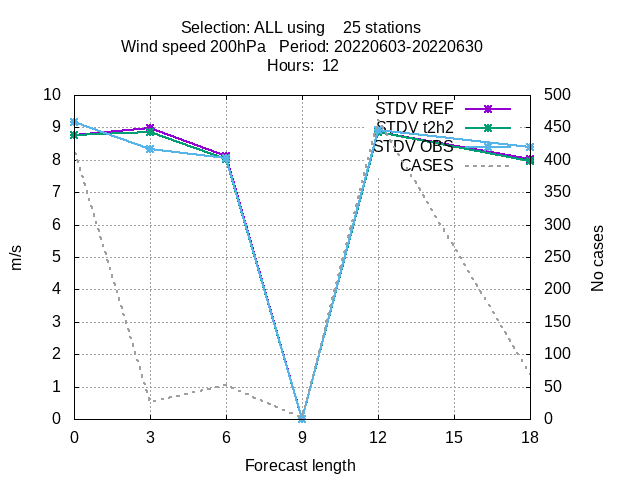 Selection: ALL using    25 stations
Wind speed 200hPa   Period: 20220603-20220630
Hours:  12
STDV REF
STDV t2h2
STDV OBS
CASES
10
9
8
7
6
5
4
3
2
1
0
500
450
400
350
300
250
200
150
100
50
0
m/s
No cases
0 3 6 9 12 15 18
Forecast length